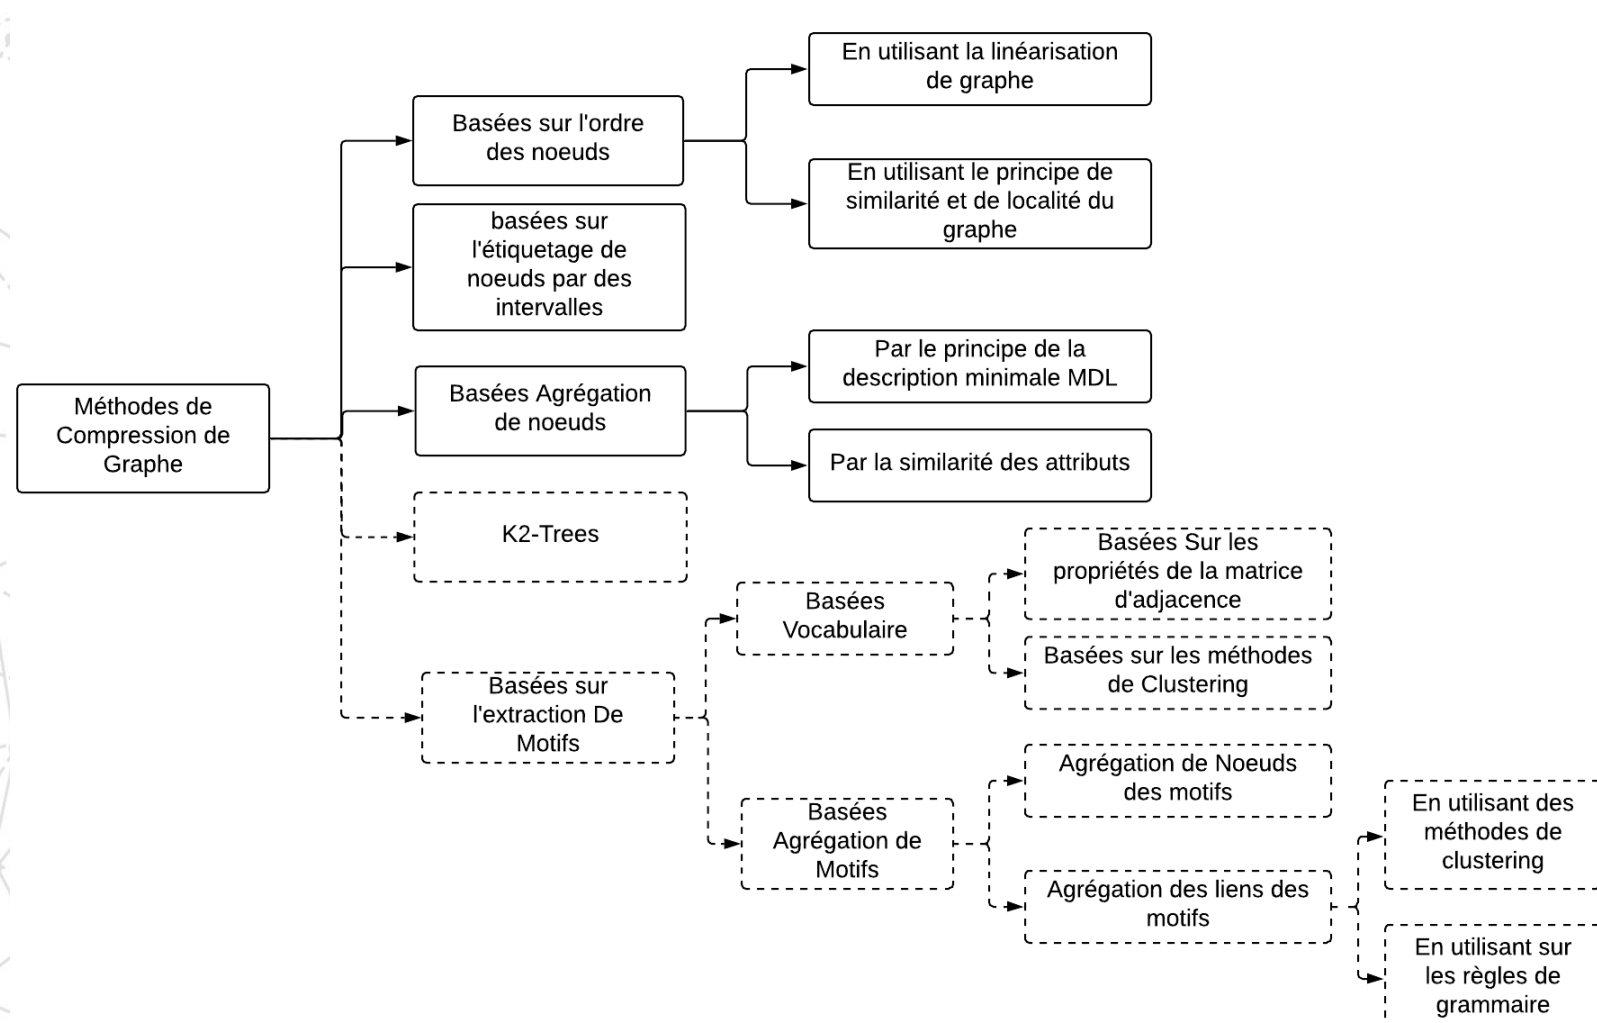 Méthodes de
Compression de
Graphe
Basées sur l'ordre
des noeuds
En utilisant la linéarisation
de graphe
En utilisant le principe de
similarité et de localité du
graphe
basées sur
l'étiquetage de
noeuds par des
intervalles
Basées Agrégation
de noeuds
Par le principe de la
description minimale MDL
Par la similarité des attributs
K2-Trees
Basées sur
l'extraction De
Motifs
Basées
Vocabulaire
Basées Sur les
propriétés de la matrice
d'adjacence
Basées sur les méthodes
de Clustering
Basées
Agrégation de
Motifs
Agrégation de Noeuds
des motifs
Agrégation des liens des
motifs
En utilisant des
méthodes de
clustering
En utilisant sur
les règles de
grammaire